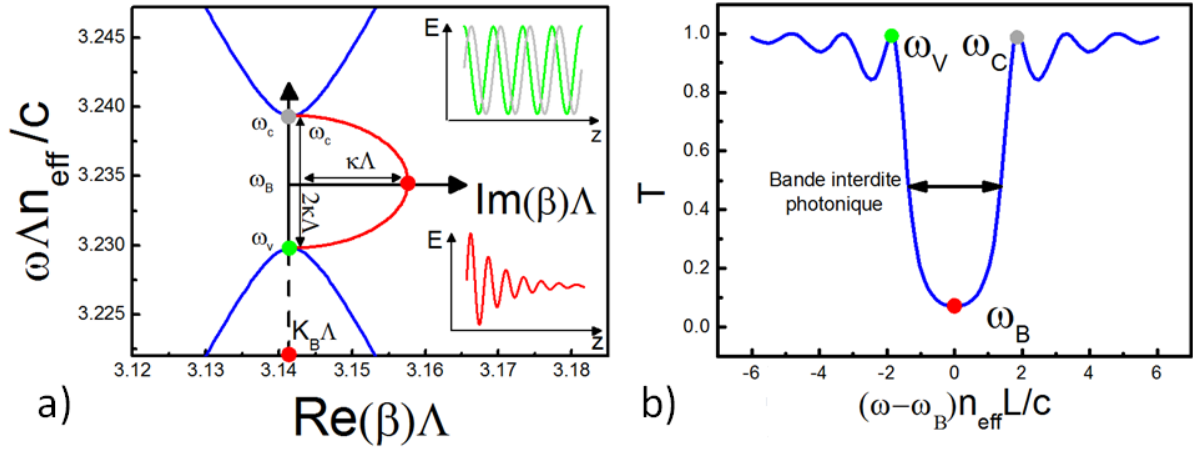 ωΛn_eff/c
3.245
3.240
3.235
3.230
3.225
3.12
3.13
3.14
3.15
3.16
3.17
3.18
Re(β)Λ
Im(β)Λ
ω_c
ω_c
ω_B
ω_v
κΛ
2κΛ
K_BΛ
E
z
E
z
a)
T
1.0
0.8
0.6
0.4
0.2
0.0
-6
-4
-2
0
2
4
6
(ω−ω_B)n_effL/c
ω_V
ω_C
Bande interdite
photonique
ω_B
b)